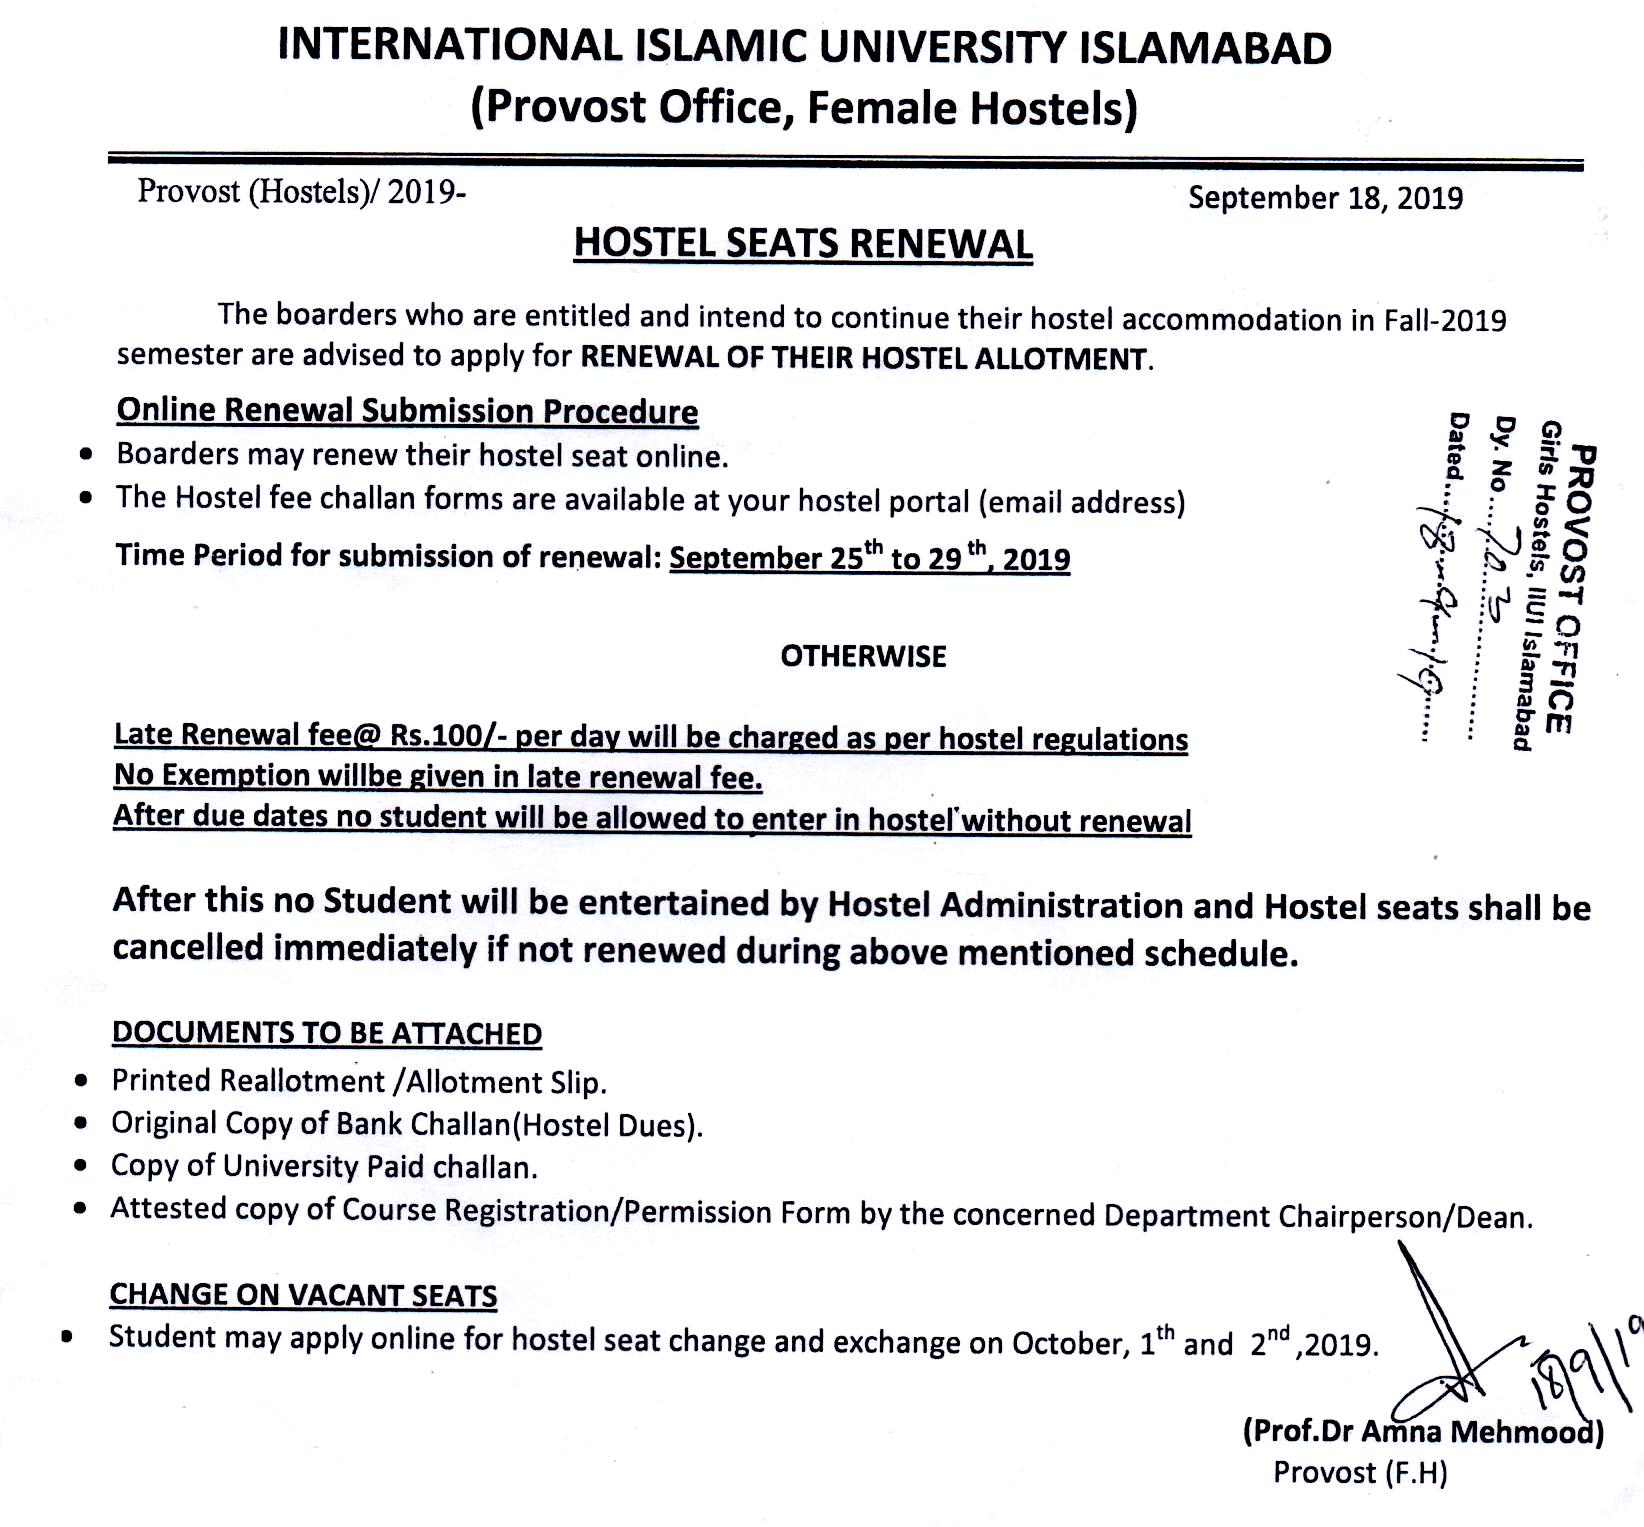 INTERNATIONAL ISLAMIC UNIVERSITY ISLAMABAD
(Provost Office, Female Hostels)
Provost (Hostels)/ 2019-
September 18, 2019
HOSTEL SEATS RENEWAL
The boarders who are entitled and intend to continue their hostel accommodation in Fall-2019
semester are advised to apply for RENEWAL OF THEIR HOSTEL ALLOTMENT.
Online Renewal Submission Procedure
• Boarders may renew their hostel seat online.
• The Hostel fee challan forms are available at your hostel portal (email address)
Time Period for submission of renewal: September 25th to 29th, 2019
PROVOST OFFICE
Girls Hostels, IIUI Islamabad
Dy. No....703
Dated....18-9-19
OTHERWISE
Late Renewal fee@ Rs.100/- per day will be charged as per hostel regulations
No Exemption willbe given in late renewal fee.
After due dates no student will be allowed to enter in hostel without renewal
After this no Student will be entertained by Hostel Administration and Hostel seats shall be
cancelled immediately if not renewed during above mentioned schedule.
DOCUMENTS TO BE ATTACHED
• Printed Reallotment /Allotment Slip.
• Original Copy of Bank Challan(Hostel Dues).
• Copy of University Paid challan.
• Attested copy of Course Registration/Permission Form by the concerned Department Chairperson/Dean.
CHANGE ON VACANT SEATS
• Student may apply online for hostel seat change and exchange on October, 1th and 2nd ,2019.
18/9/19
(Prof.Dr Amna Mehmood)
Provost (F.H)